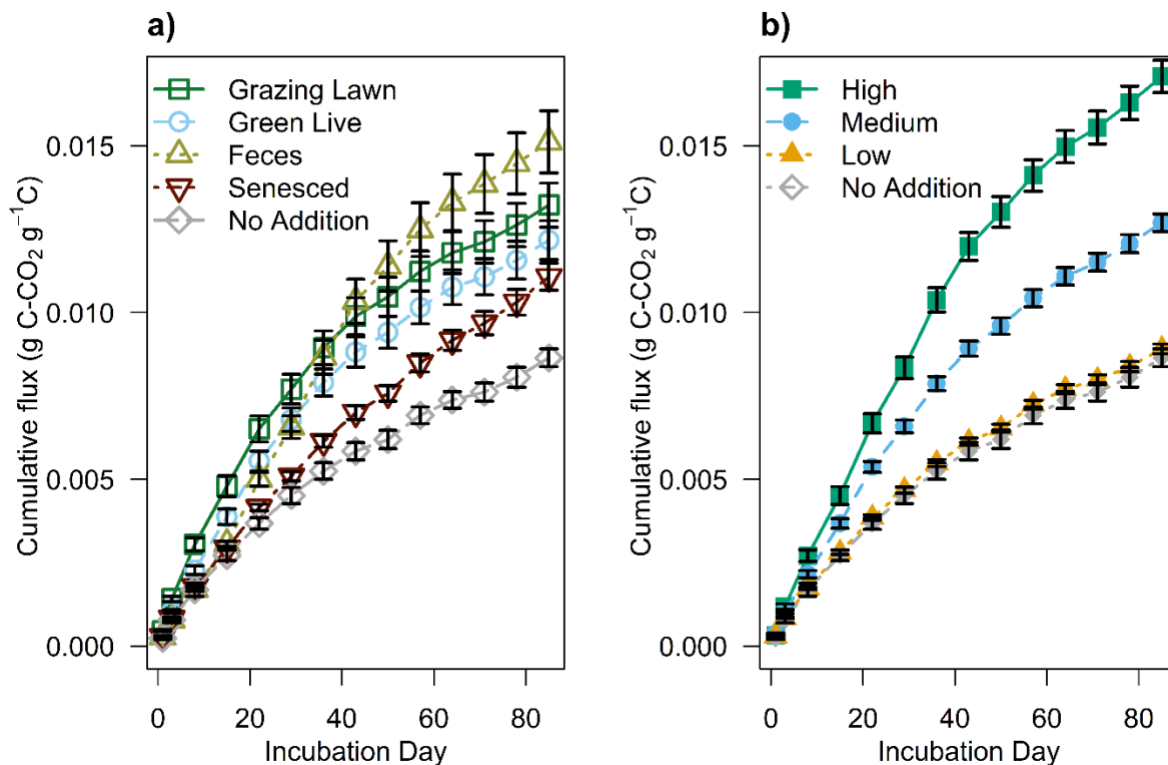 a)
Cumulative flux (g C-CO₂ g⁻¹C)
0.015
0.010
0.005
0.000
Grazing Lawn
Green Live
Feces
Senesced
No Addition
0
20
40
60
80
Incubation Day
b)
Cumulative flux (g C-CO₂ g⁻¹C)
0.015
0.010
0.005
0.000
High
Medium
Low
No Addition
0
20
40
60
80
Incubation Day